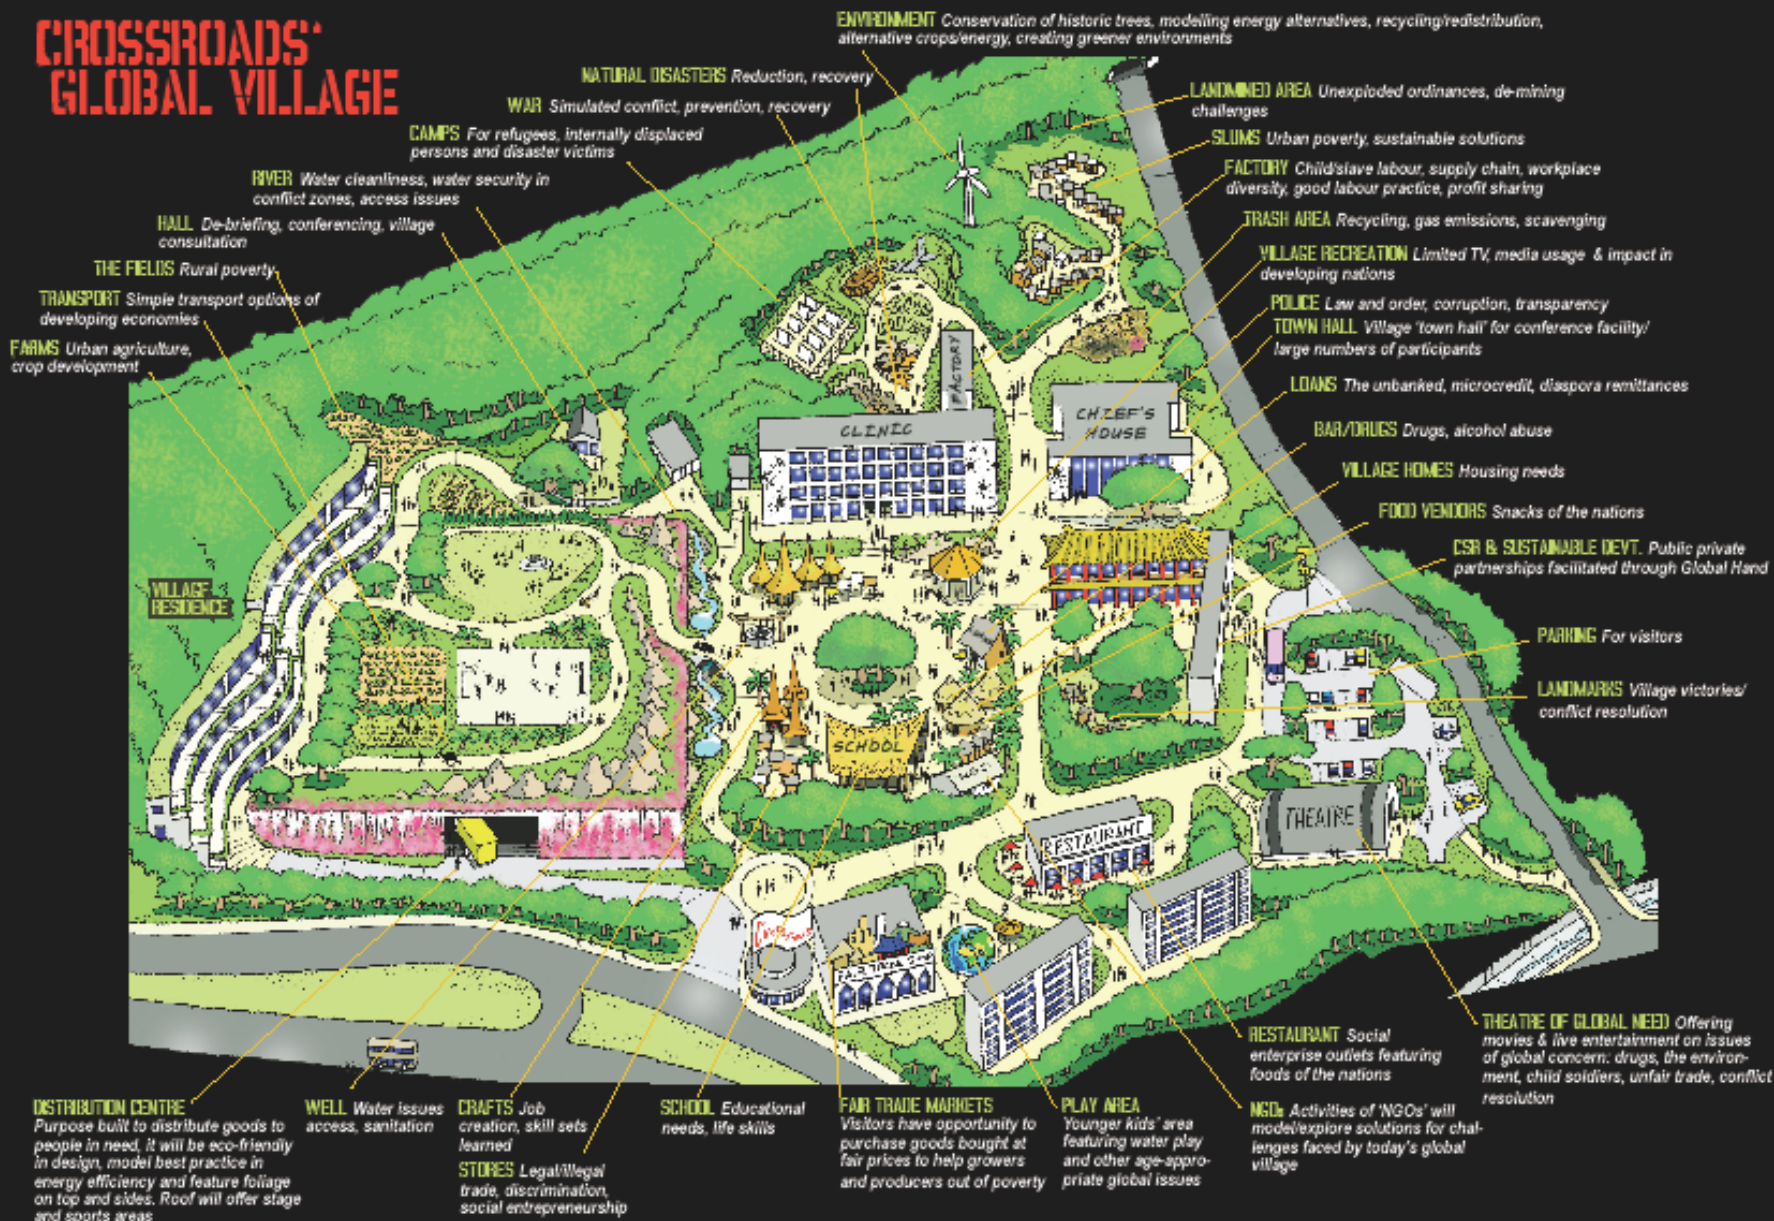 CROSSROADS'
GLOBAL VILLAGE
ENVIRONMENT Conservation of historic trees, modelling energy alternatives, recycling/redistribution,
alternative crops/energy, creating greener environments
NATURAL DISASTERS Reduction, recovery
WAR Simulated conflict, prevention, recovery
CAMPS For refugees, internally displaced
persons and disaster victims
RIVER Water cleanliness, water security in
conflict zones, access issues
HALL De-briefing, conferencing, village
consultation
THE FIELDS Rural poverty
TRANSPORT Simple transport options of
developing economies
FARMS Urban agriculture,
crop development
LANDMINED AREA Unexploded ordinances, de-mining
challenges
SLUMS Urban poverty, sustainable solutions
FACTORY Child/slave labour, supply chain, workplace
diversity, good labour practice, profit sharing
TRASH AREA Recycling, gas emissions, scavenging
VILLAGE RECREATION Limited TV, media usage & impact in
developing nations
POLICE Law and order, corruption, transparency
TOWN HALL Village 'town hall' for conference facility/
large numbers of participants
LOANS The unbanked, microcredit, diaspora remittances
BAR/DRUGS Drugs, alcohol abuse
VILLAGE HOMES Housing needs
FOOD VENDORS Snacks of the nations
CSR & SUSTAINABLE DEVT. Public private
partnerships facilitated through Global Hand
PARKING For visitors
LANDMARKS Village victories/
conflict resolution
FACTORY
CLINIC
CHIEF'S
HOUSE
VILLAGE
RESIDENCE
SCHOOL
THEATRE
RESTAURANT
Crossroads
FAIR TRADE
DISTRIBUTION CENTRE
Purpose built to distribute goods to
people in need, it will be eco-friendly
in design, model best practice in
energy efficiency and feature foliage
on top and sides. Roof will offer stage
and sports areas
WELL Water issues
access, sanitation
CRAFTS Job
creation, skill sets
learned
STORES Legal/illegal
trade, discrimination,
social entrepreneurship
SCHOOL Educational
needs, life skills
FAIR TRADE MARKETS
Visitors have opportunity to
purchase goods bought at
fair prices to help growers
and producers out of poverty
PLAY AREA
Younger kids' area
featuring water play
and other age-appro-
priate global issues
RESTAURANT Social
enterprise outlets featuring
foods of the nations
NGOs Activities of 'NGOs' will
model/explore solutions for chal-
lenges faced by today's global
village
THEATRE OF GLOBAL NEED Offering
movies & live entertainment on issues
of global concern: drugs, the environ-
ment, child soldiers, unfair trade, conflict
resolution